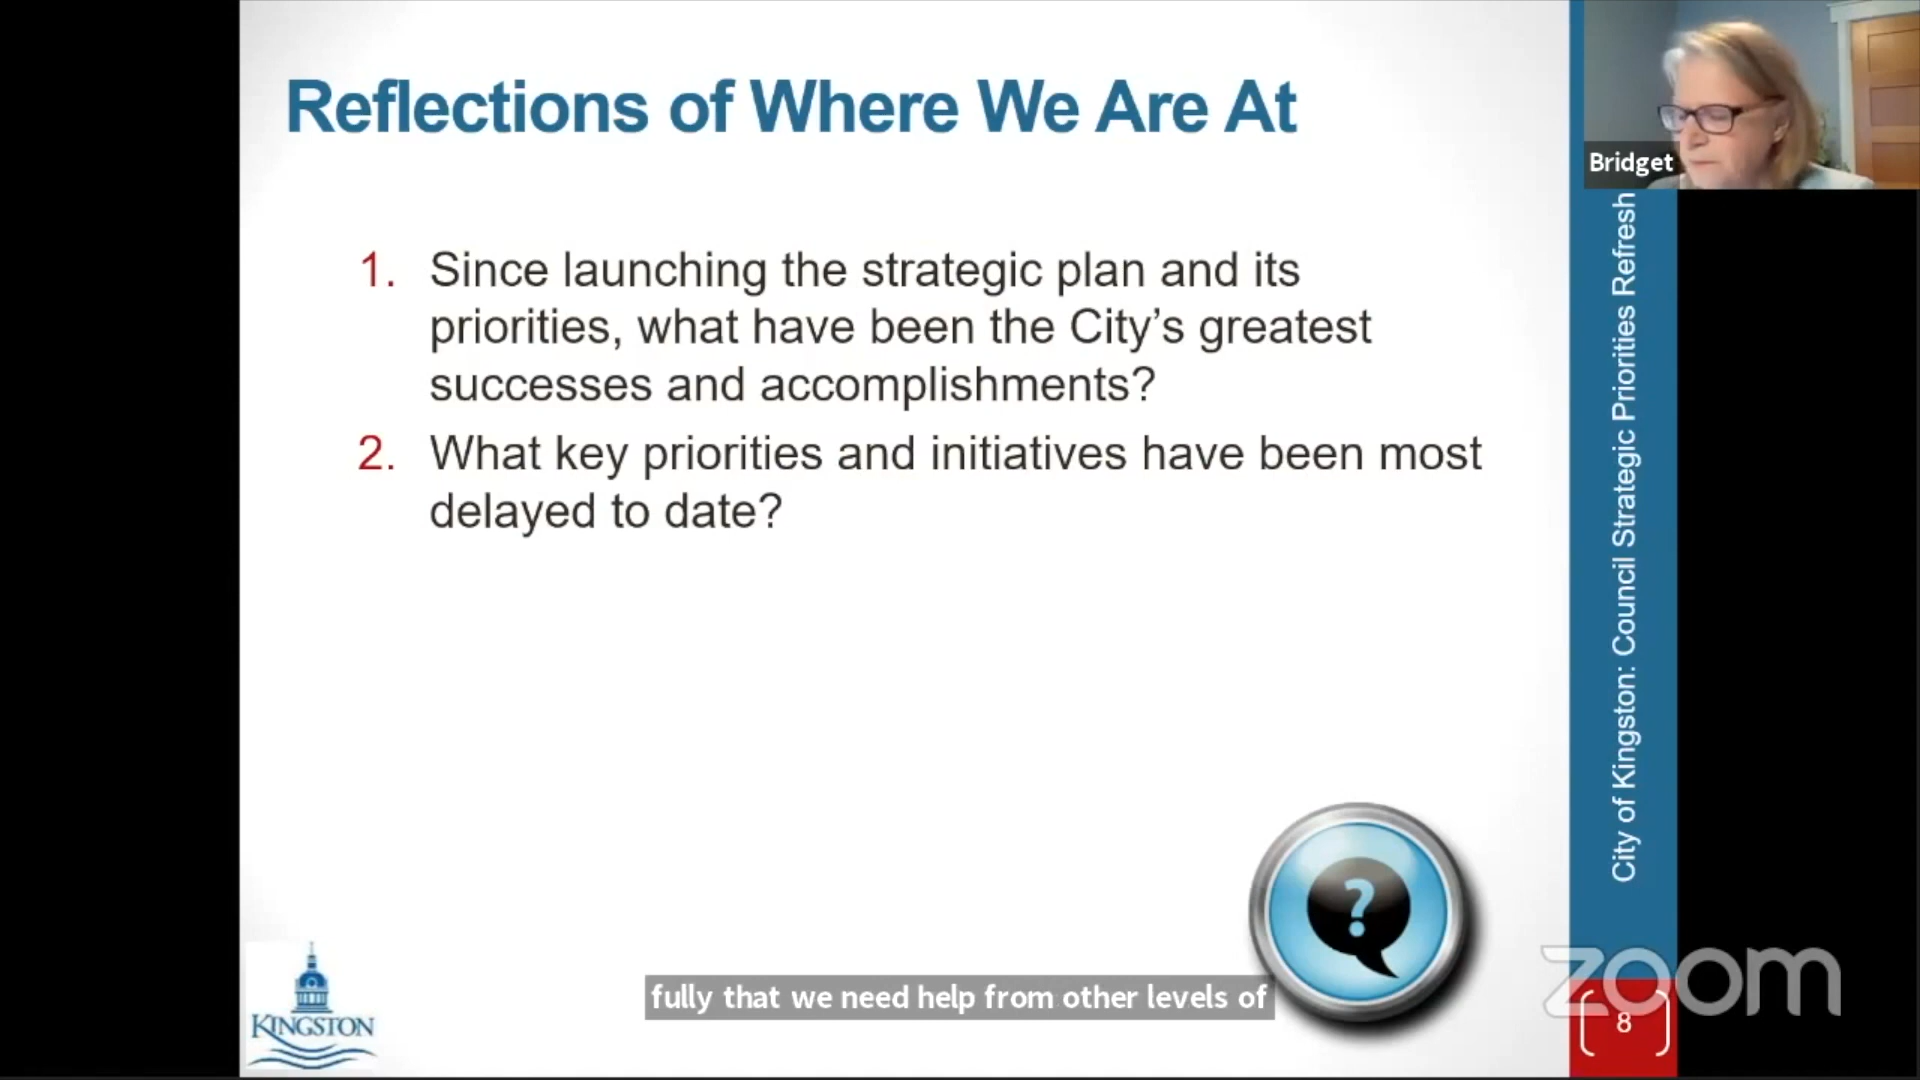 Reflections of Where We Are At
Bridget
1. Since launching the strategic plan and its
priorities, what have been the City’s greatest
successes and accomplishments?
2. What key priorities and initiatives have been most
delayed to date?
City of Kingston: Council Strategic Priorities Refresh
?
KINGSTON
fully that we need help from other levels of
zoom
8